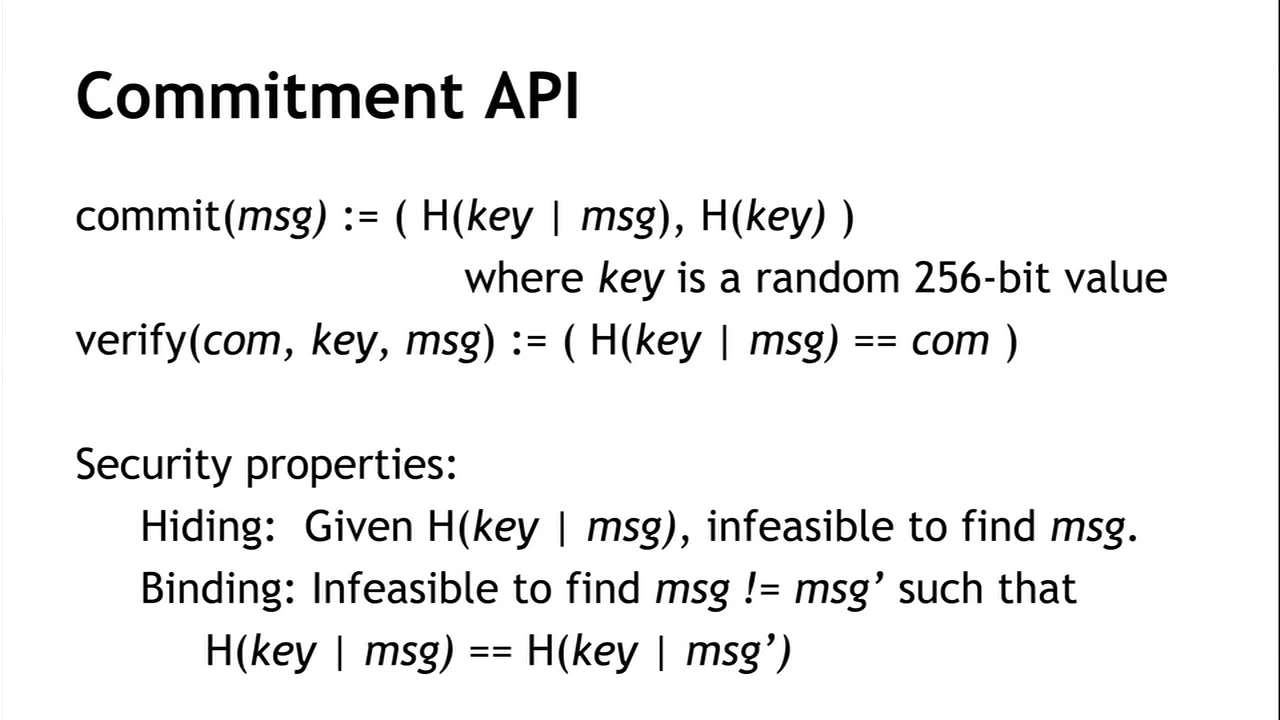 Commitment API
commit(msg) := ( H(key | msg), H(key) )
where key is a random 256-bit value
verify(com, key, msg) := ( H(key | msg) == com )
Security properties:
Hiding: Given H(key | msg), infeasible to find msg.
Binding: Infeasible to find msg != msg’ such that
H(key | msg) == H(key | msg’)